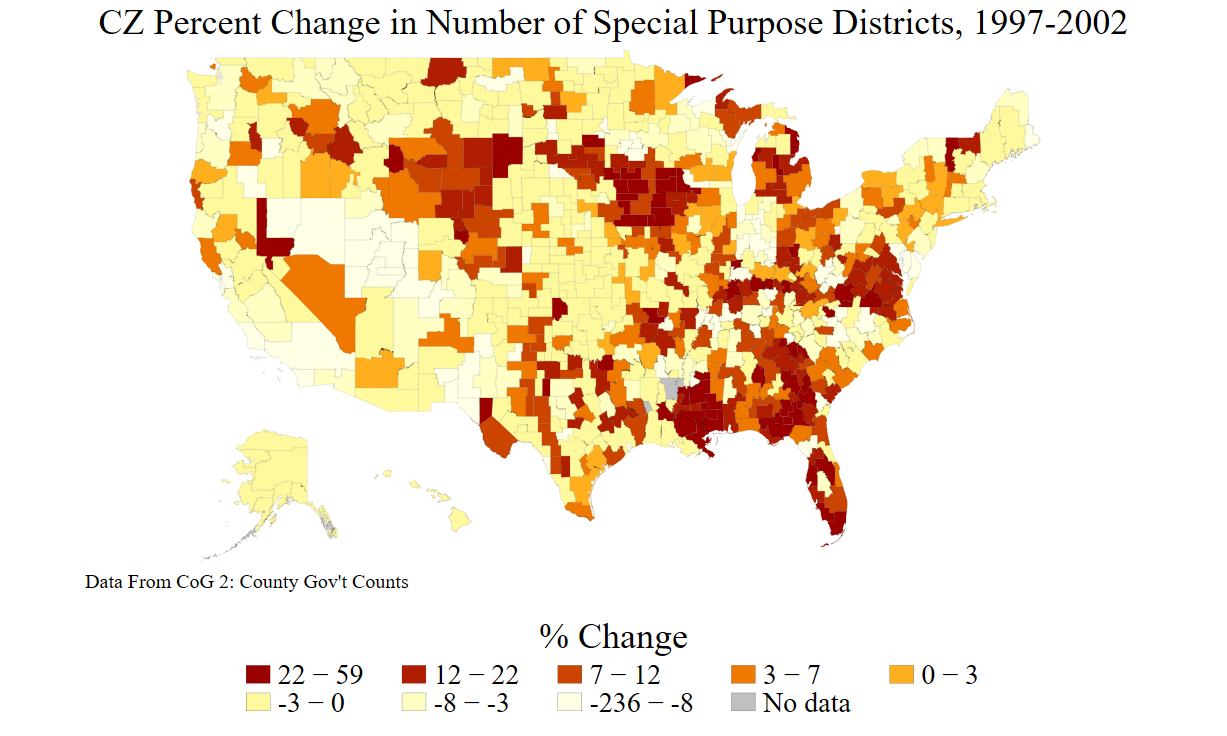 CZ Percent Change in Number of Special Purpose Districts, 1997-2002
Data From CoG 2: County Gov't Counts
% Change
22 − 59 12 − 22 7 − 12 3 − 7 0 − 3
-3 − 0 -8 − -3 -236 − -8 No data